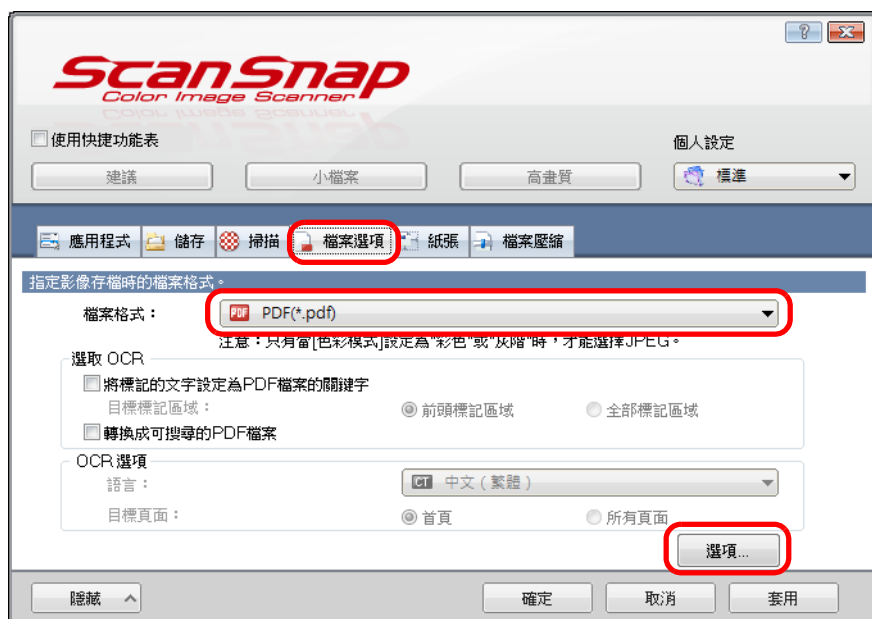 ScanSnap
Color Image Scanner
使用快捷功能表
個人設定
建議
小檔案
高畫質
標準
應用程式
儲存
掃描
檔案選項
紙張
檔案壓縮
指定影像存檔時的檔案格式。
檔案格式：
PDF
PDF(*.pdf)
注意：只有當[色彩模式]設定為"彩色"或"灰階"時，才能選擇JPEG。
選取 OCR
將標記的文字設定為PDF檔案的關鍵字
目標標記區域：
前頭標記區域
全部標記區域
轉換成可搜尋的PDF檔案
OCR 選項
語言：
CT 中文 ( 繁體 )
目標頁面：
首頁
所有頁面
選項...
隱藏
確定
取消
套用